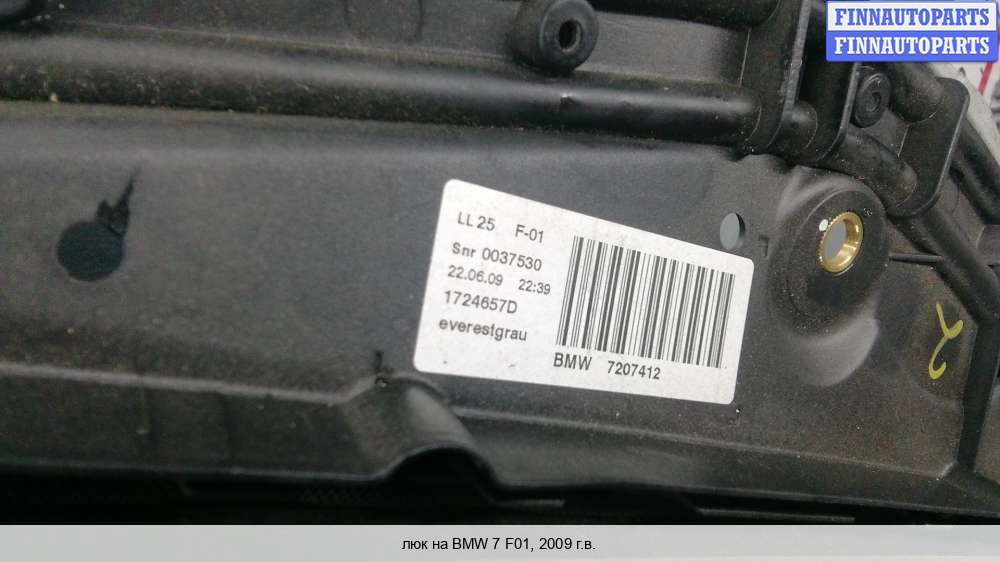 FINNAUTOPARTS
FINNAUTOPARTS
LL 25 F-01
Snr 0037530
22.06.09 22:39
1724657D
everestgrau
BMW 7207412
люк на BMW 7 F01, 2009 г.в.